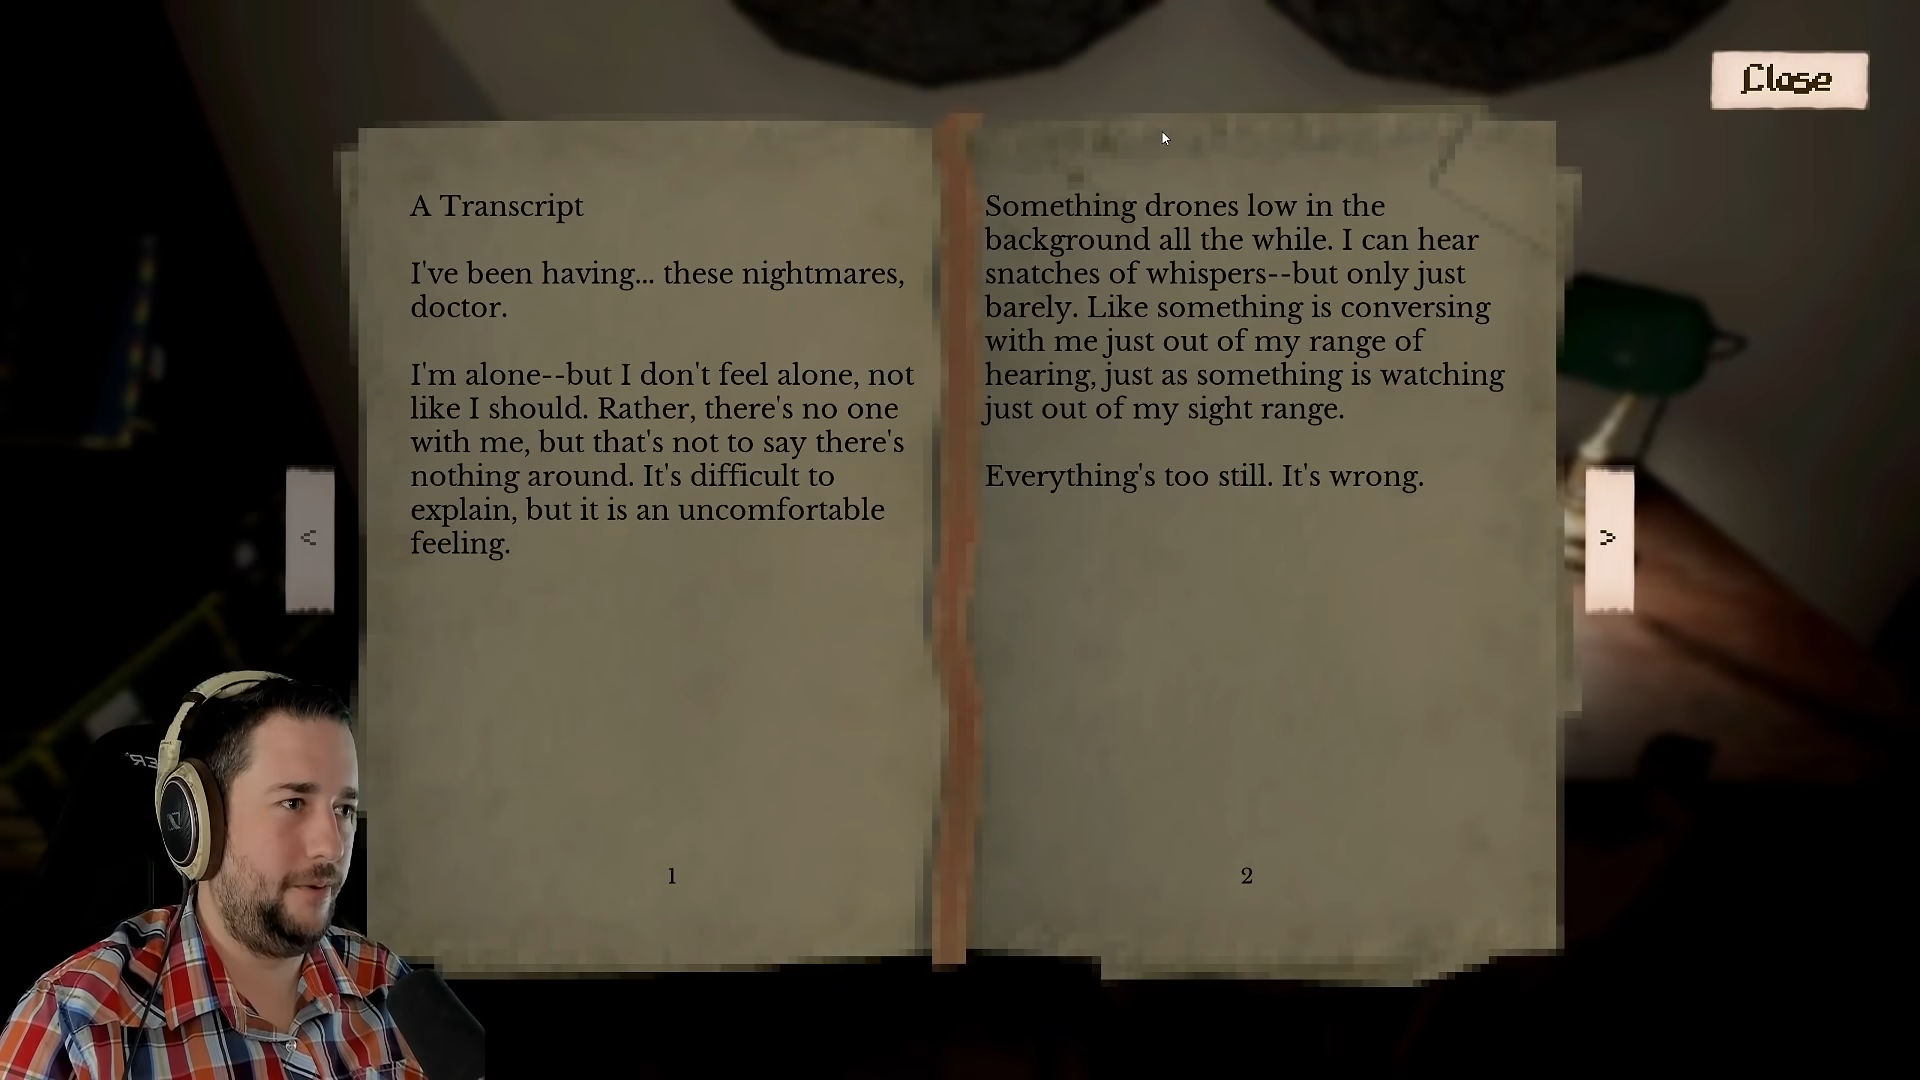 Close
A Transcript
I've been having... these nightmares,
doctor.
I'm alone--but I don't feel alone, not
like I should. Rather, there's no one
with me, but that's not to say there's
nothing around. It's difficult to
explain, but it is an uncomfortable
feeling.
1
Something drones low in the
background all the while. I can hear
snatches of whispers--but only just
barely. Like something is conversing
with me just out of my range of
hearing, just as something is watching
just out of my sight range.
Everything's too still. It's wrong.
2
<
>